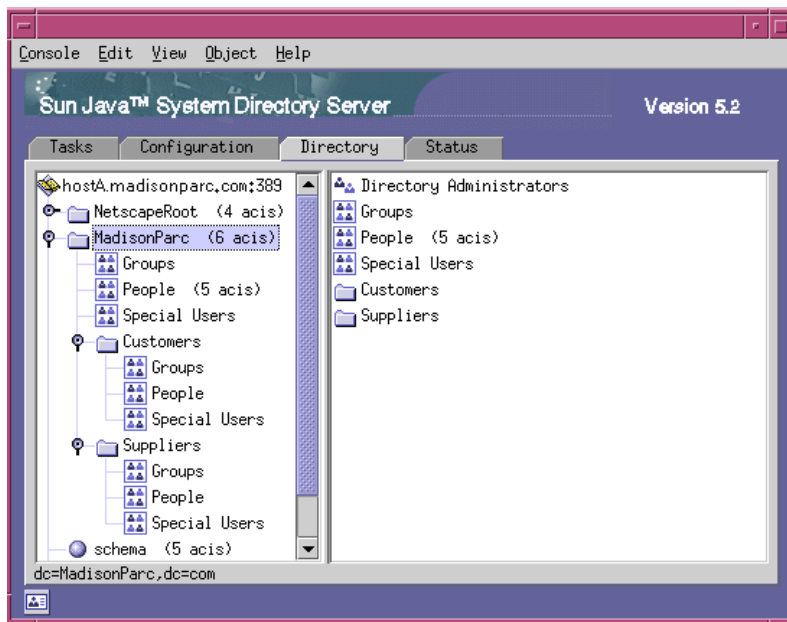 Console Edit View Object Help
Sun Java™ System Directory Server Version 5.2
Tasks Configuration Directory Status
hostA.madisonparc.com:389
NetscapeRoot (4 acis)
MadisonParc (6 acis)
Groups
People (5 acis)
Special Users
Customers
Groups
People
Special Users
Suppliers
Groups
People
Special Users
schema (5 acis)
Directory Administrators
Groups
People (5 acis)
Special Users
Customers
Suppliers
dc=MadisonParc,dc=com